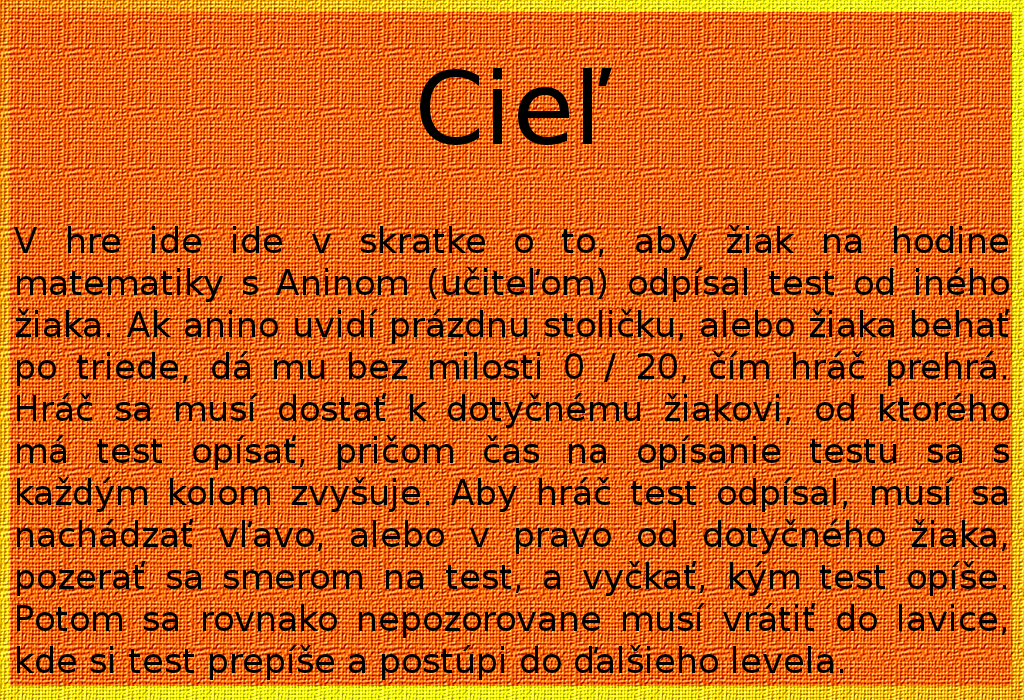 Cieľ
V hre ide ide v skratke o to, aby žiak na hodine
matematiky s Aninom (učiteľom) odpísal test od iného
žiaka. Ak anino uvidí prázdnu stoličku, alebo žiaka behať
po triede, dá mu bez milosti 0 / 20, čím hráč prehrá.
Hráč sa musí dostať k dotyčnému žiakovi, od ktorého
má test opísať, pričom čas na opísanie testu sa s
každým kolom zvyšuje. Aby hráč test odpísal, musí sa
nachádzať vľavo, alebo v pravo od dotyčného žiaka,
pozerať sa smerom na test, a vyčkať, kým test opíše.
Potom sa rovnako nepozorovane musí vrátiť do lavice,
kde si test prepíše a postúpi do ďalšieho levela.